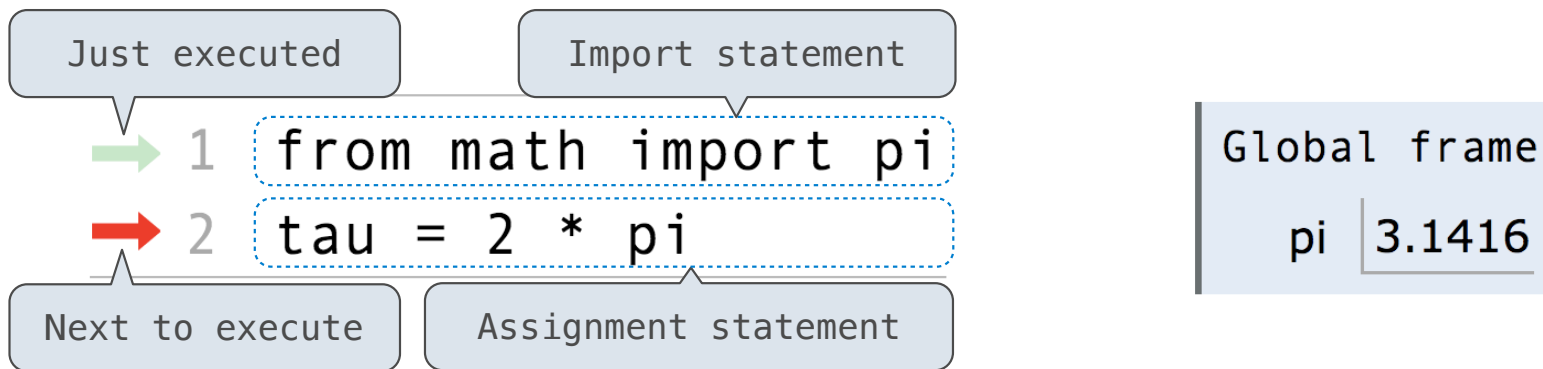 Just executed
Import statement
1 from math import pi
2 tau = 2 * pi
Next to execute
Assignment statement
Global frame
pi 3.1416